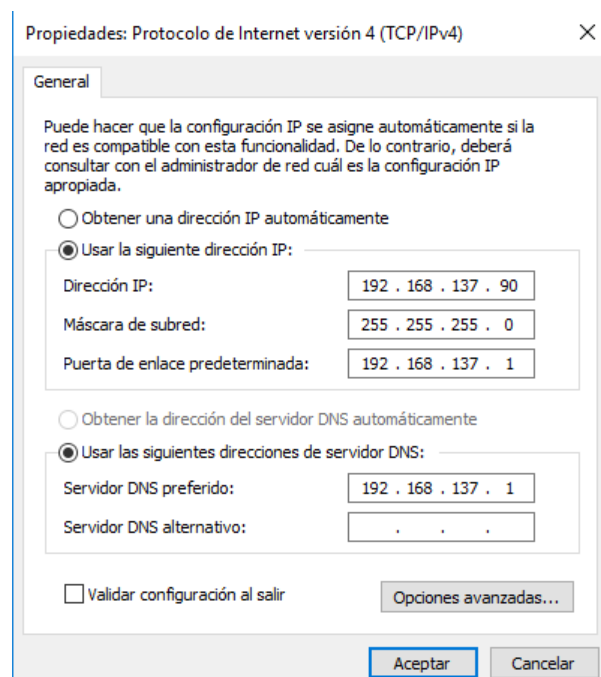 Propiedades: Protocolo de Internet versión 4 (TCP/IPv4)
General
Puede hacer que la configuración IP se asigne automáticamente si la
red es compatible con esta funcionalidad. De lo contrario, deberá
consultar con el administrador de red cuál es la configuración IP
apropiada.
Obtener una dirección IP automáticamente
Usar la siguiente dirección IP:
Dirección IP: 192 . 168 . 137 . 90
Máscara de subred: 255 . 255 . 255 . 0
Puerta de enlace predeterminada: 192 . 168 . 137 . 1
Obtener la dirección del servidor DNS automáticamente
Usar las siguientes direcciones de servidor DNS:
Servidor DNS preferido: 192 . 168 . 137 . 1
Servidor DNS alternativo: . . .
Validar configuración al salir Opciones avanzadas...
Aceptar Cancelar